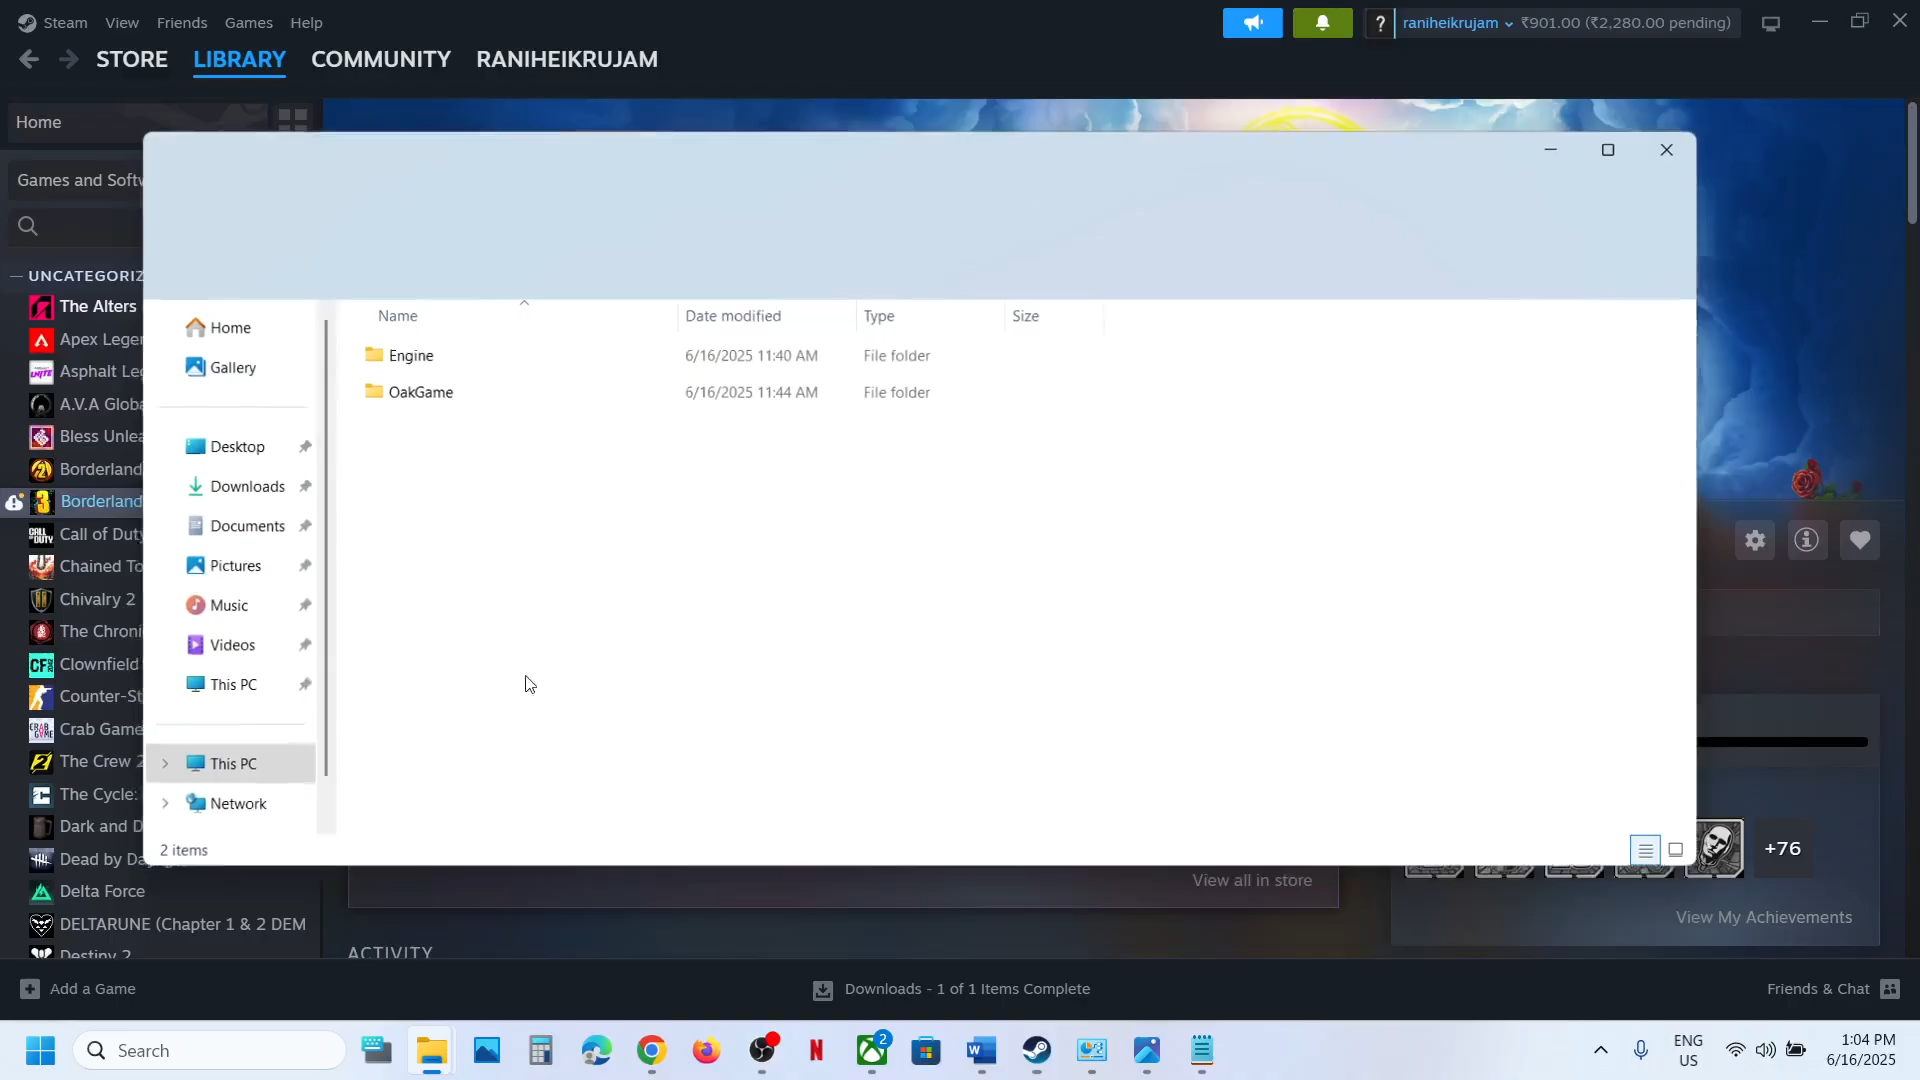 Steam View Friends Games Help
? raniheikrujam ₹901.00 (₹2,280.00 pending)
STORE LIBRARY COMMUNITY RANIHEIKRUJAM
Home
Games and Softw
UNCATEGORIZ
The Alters
Apex Leger
Asphalt Leg
A.V.A Globa
Bless Unlea
Borderland
Borderland
Call of Duty
Chained To
Chivalry 2
The Chroni
Clownfield
Counter-St
Crab Game
The Crew 2
The Cycle:
Dark and D
Dead by Da
Delta Force
DELTARUNE (Chapter 1 & 2 DEM
Destiny 2
Home
Gallery
Desktop
Downloads
Documents
Pictures
Music
Videos
This PC
This PC
Network
2 items
Name Date modified Type Size
Engine 6/16/2025 11:40 AM File folder
OakGame 6/16/2025 11:44 AM File folder
+76
View all in store
View My Achievements
ACTIVITY
Add a Game
Downloads - 1 of 1 Items Complete
Friends & Chat
Search
2
ENG
US
1:04 PM
6/16/2025